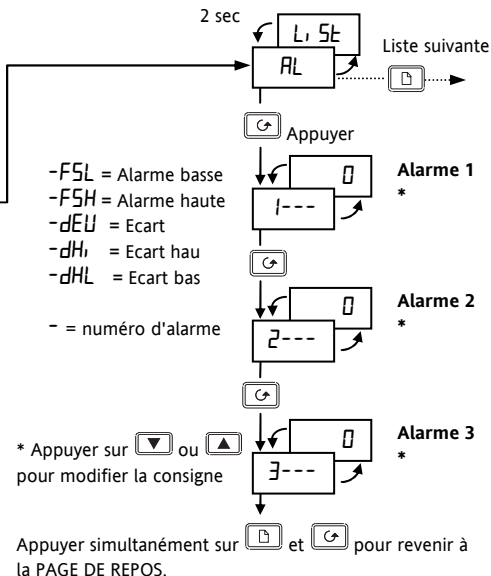 2 sec
Li St
AL
Liste suivante
Appuyer
-FSL = Alarme basse
-FSH = Alarme haute
-dEU = Ecart
-dHi = Ecart hau
-dHL = Ecart bas
- = numéro d'alarme
0
1---
Alarme 1
*
0
2---
Alarme 2
*
0
3---
Alarme 3
*
* Appuyer sur ▼ ou ▲
pour modifier la consigne
Appuyer simultanément sur et pour revenir à
la PAGE DE REPOS.